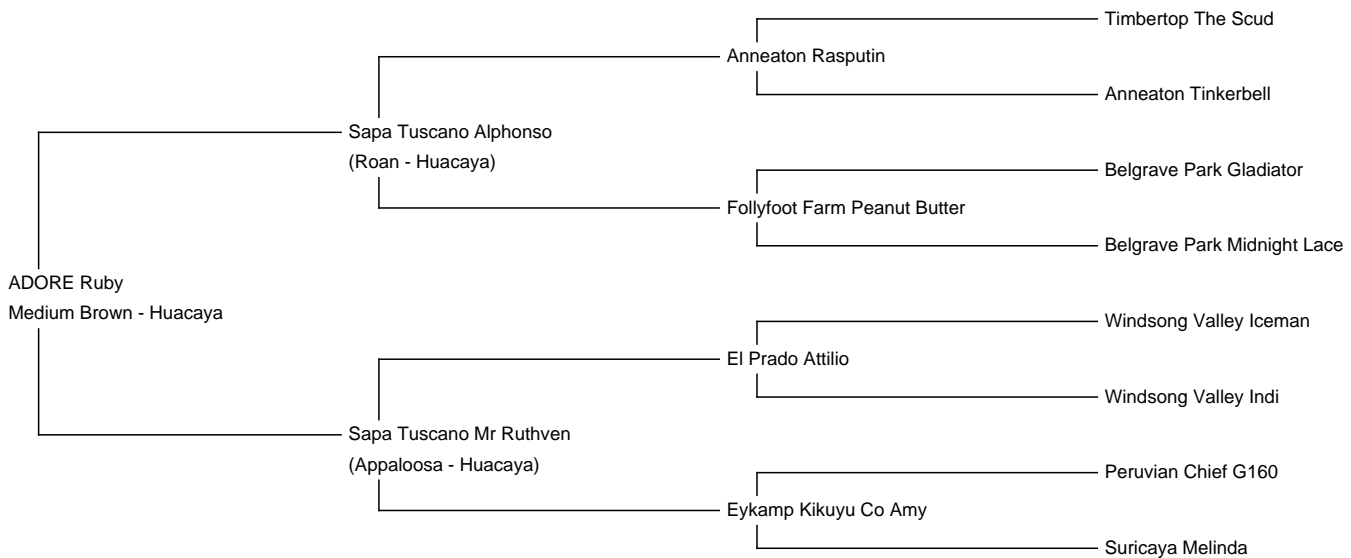 Timbertop The Scud
Anneaton Rasputin
Anneaton Tinkerbell
Sapa Tuscano Alphonso
(Roan - Huacaya)
Belgrave Park Gladiator
Follyfoot Farm Peanut Butter
Belgrave Park Midnight Lace
ADORE Ruby
Medium Brown - Huacaya
Windsong Valley Iceman
El Prado Attilio
Windsong Valley Indi
Sapa Tuscano Mr Ruthven
(Appaloosa - Huacaya)
Peruvian Chief G160
Eykamp Kikuyu Co Amy
Suricaya Melinda